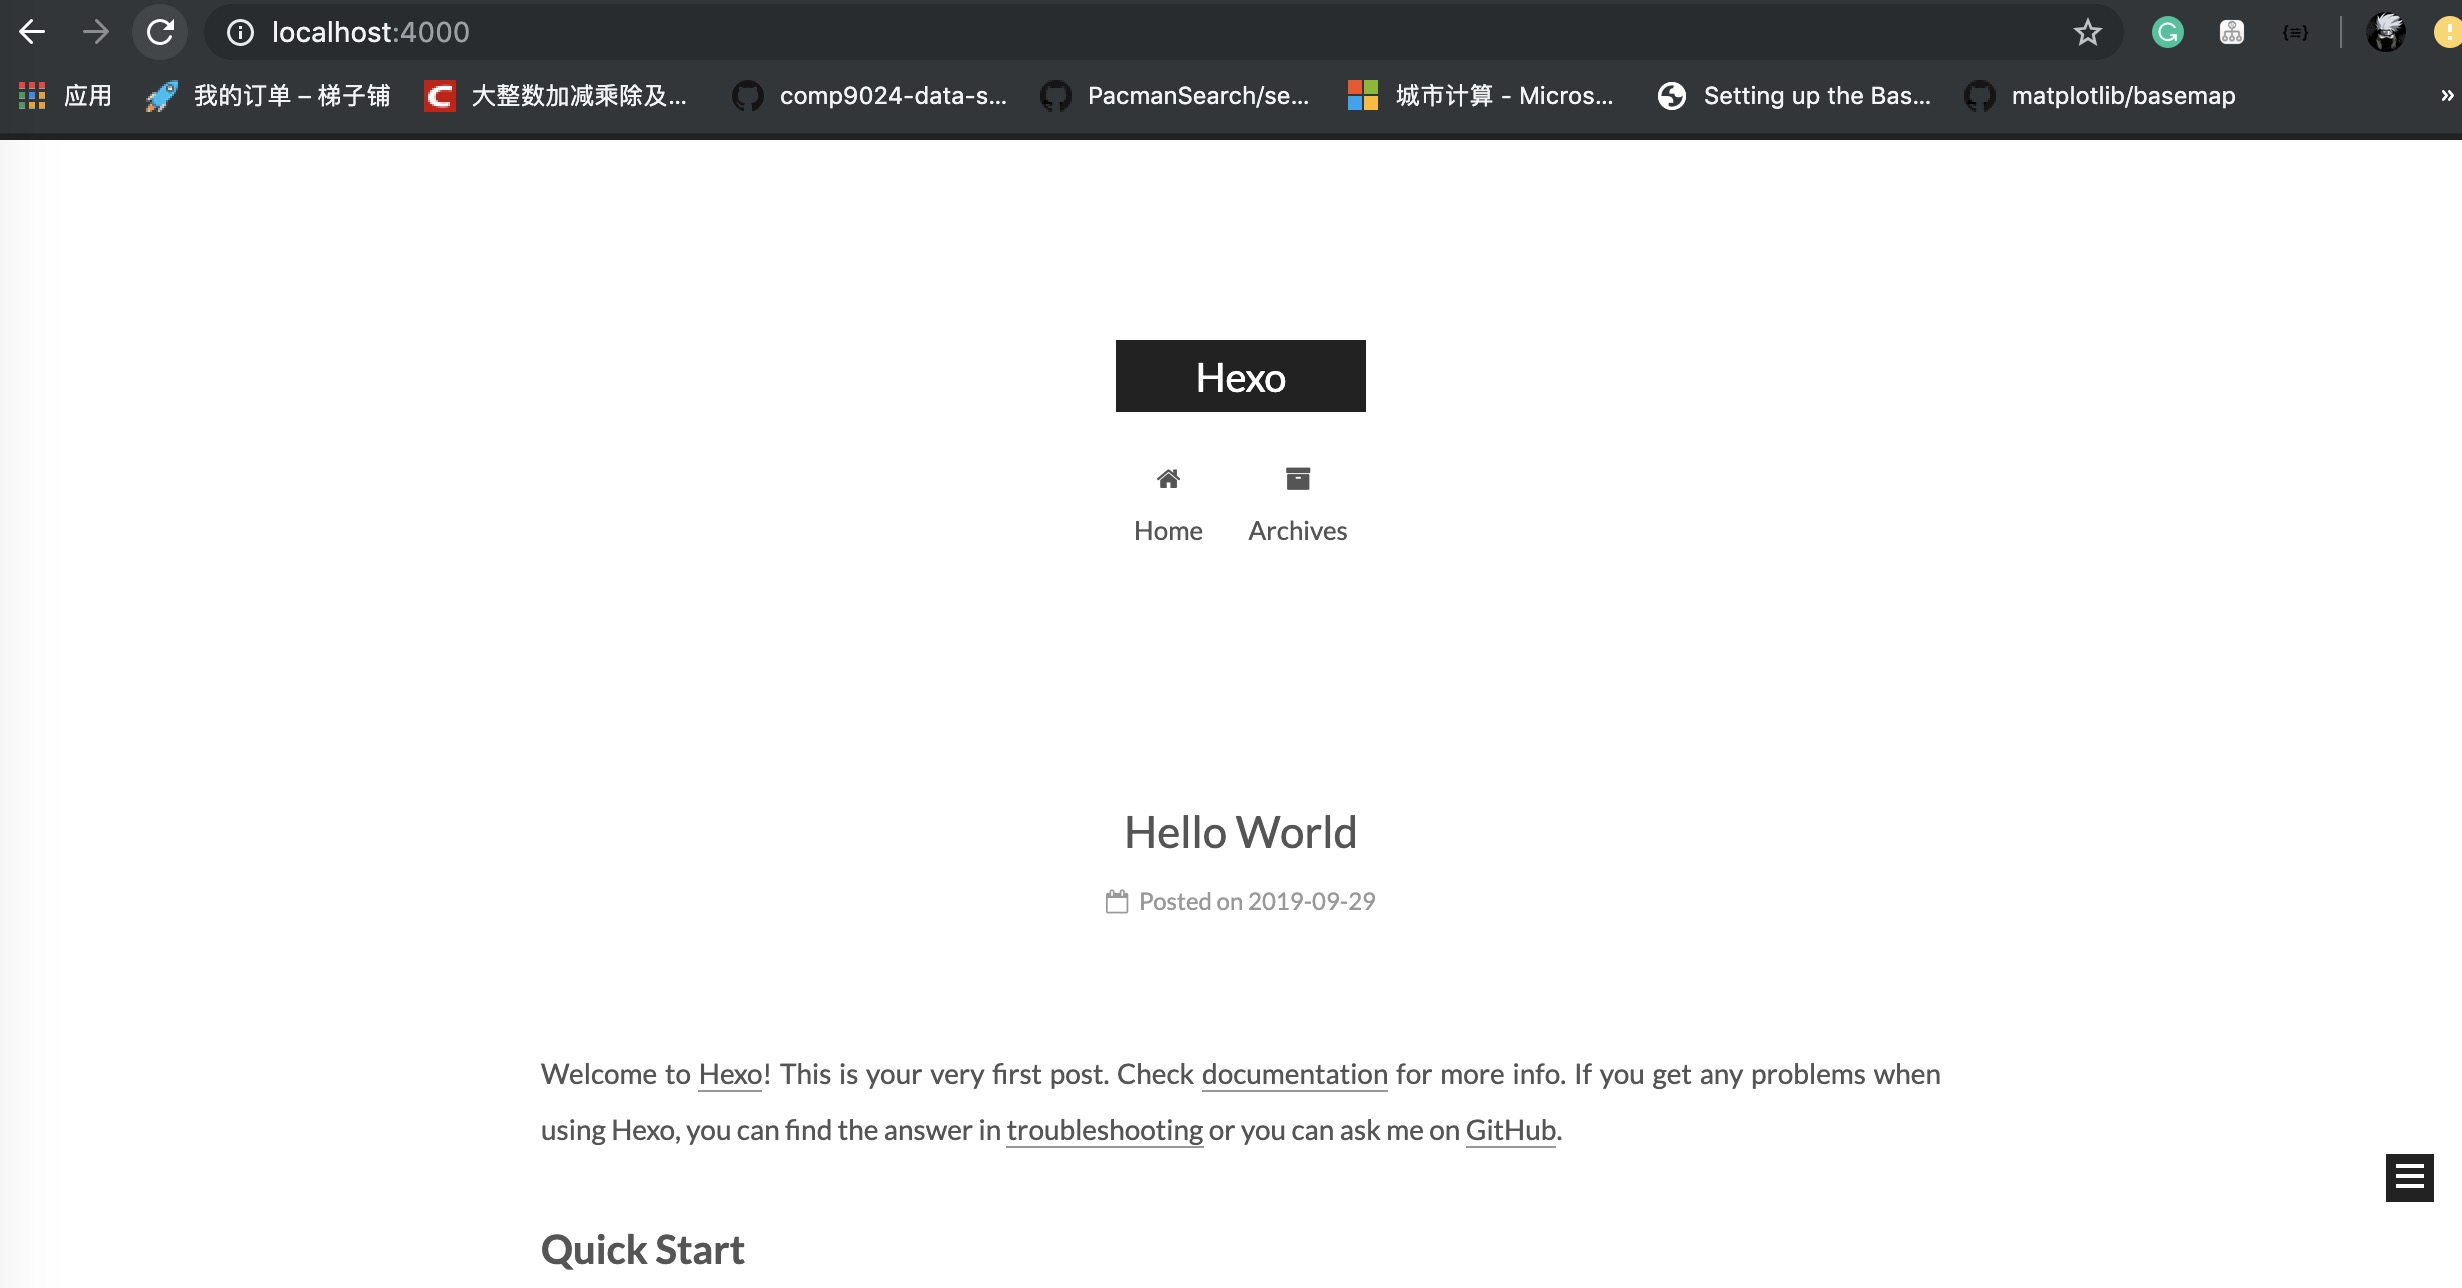 localhost:4000
应用 我的订单 – 梯子铺 大整数加减乘除及... comp9024-data-s... PacmanSearch/se... 城市计算 - Micros... Setting up the Bas... matplotlib/basemap »
Hexo
Home Archives
Hello World
Posted on 2019-09-29
Welcome to Hexo! This is your very first post. Check documentation for more info. If you get any problems when
using Hexo, you can find the answer in troubleshooting or you can ask me on GitHub.
Quick Start